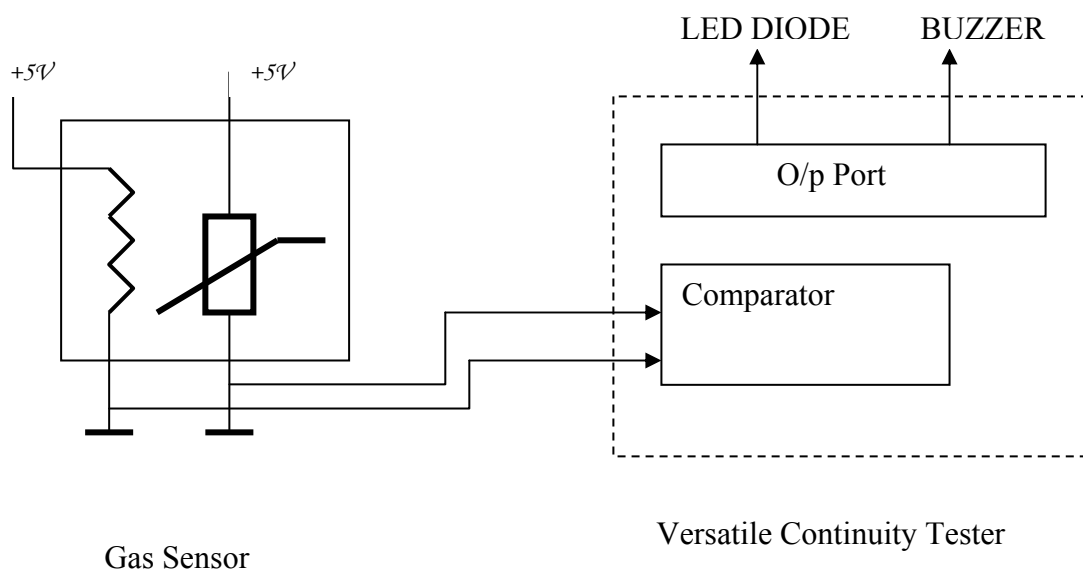 LED DIODE BUZZER
+5V +5V
O/p Port
Comparator
Versatile Continuity Tester
Gas Sensor